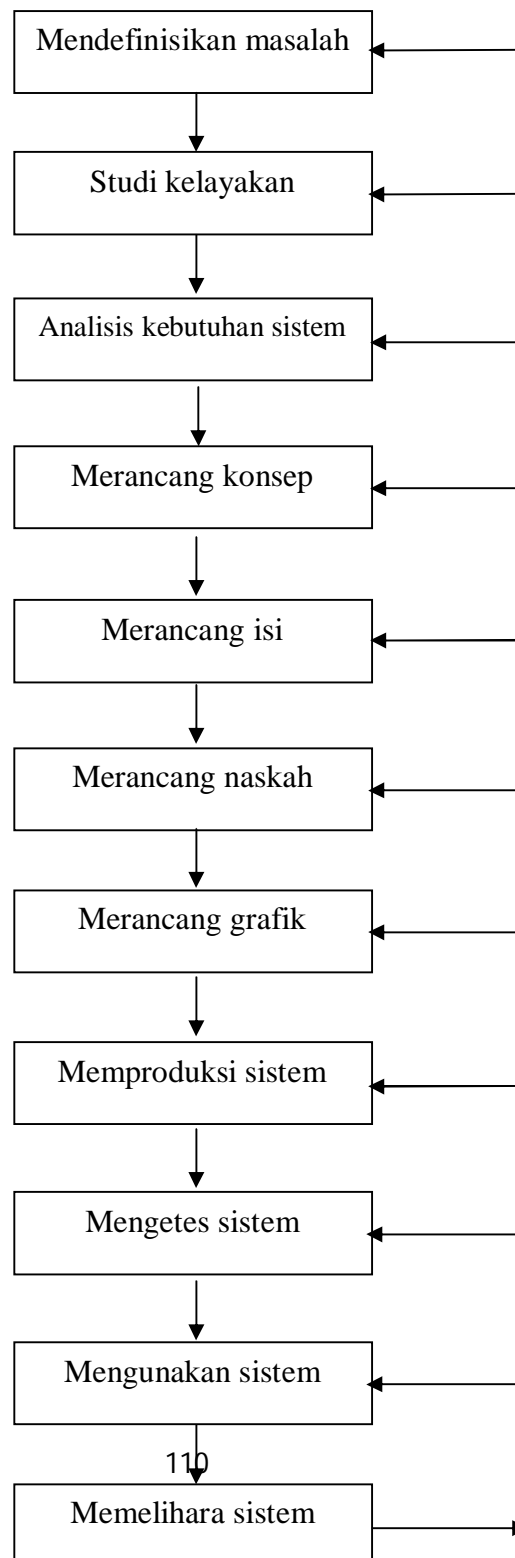 Mendefinisikan masalah
Studi kelayakan
Analisis kebutuhan sistem
Merancang konsep
Merancang isi
Merancang naskah
Merancang grafik
Memproduksi sistem
Mengetes sistem
Mengunakan sistem
110
Memelihara sistem